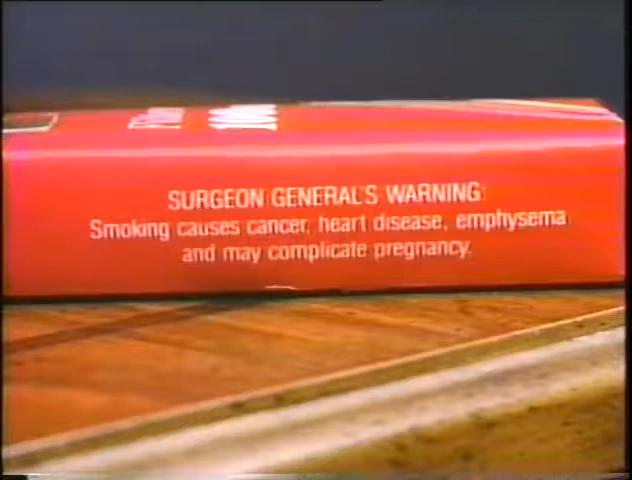 SURGEON GENERAL'S WARNING:
Smoking causes cancer, heart disease, emphysema
and may complicate pregnancy.